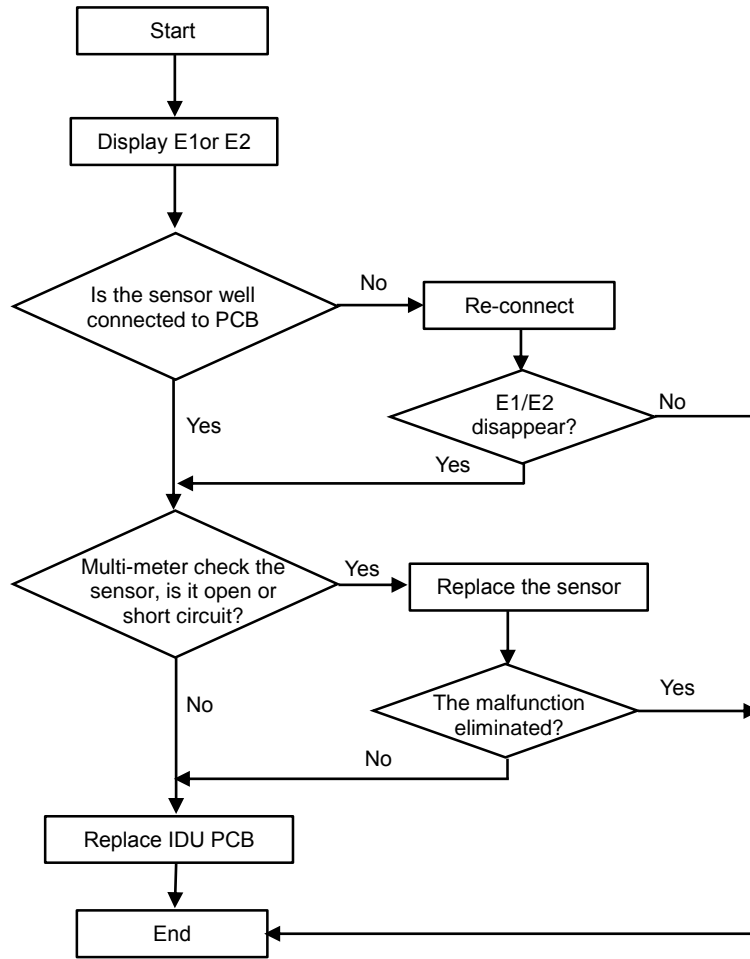 Start
Display E1or E2
Is the sensor well
connected to PCB
No
Re-connect
E1/E2
disappear?
No
Yes
Yes
Multi-meter check the
sensor, is it open or
short circuit?
Yes
Replace the sensor
The malfunction
eliminated?
Yes
No
No
Replace IDU PCB
End